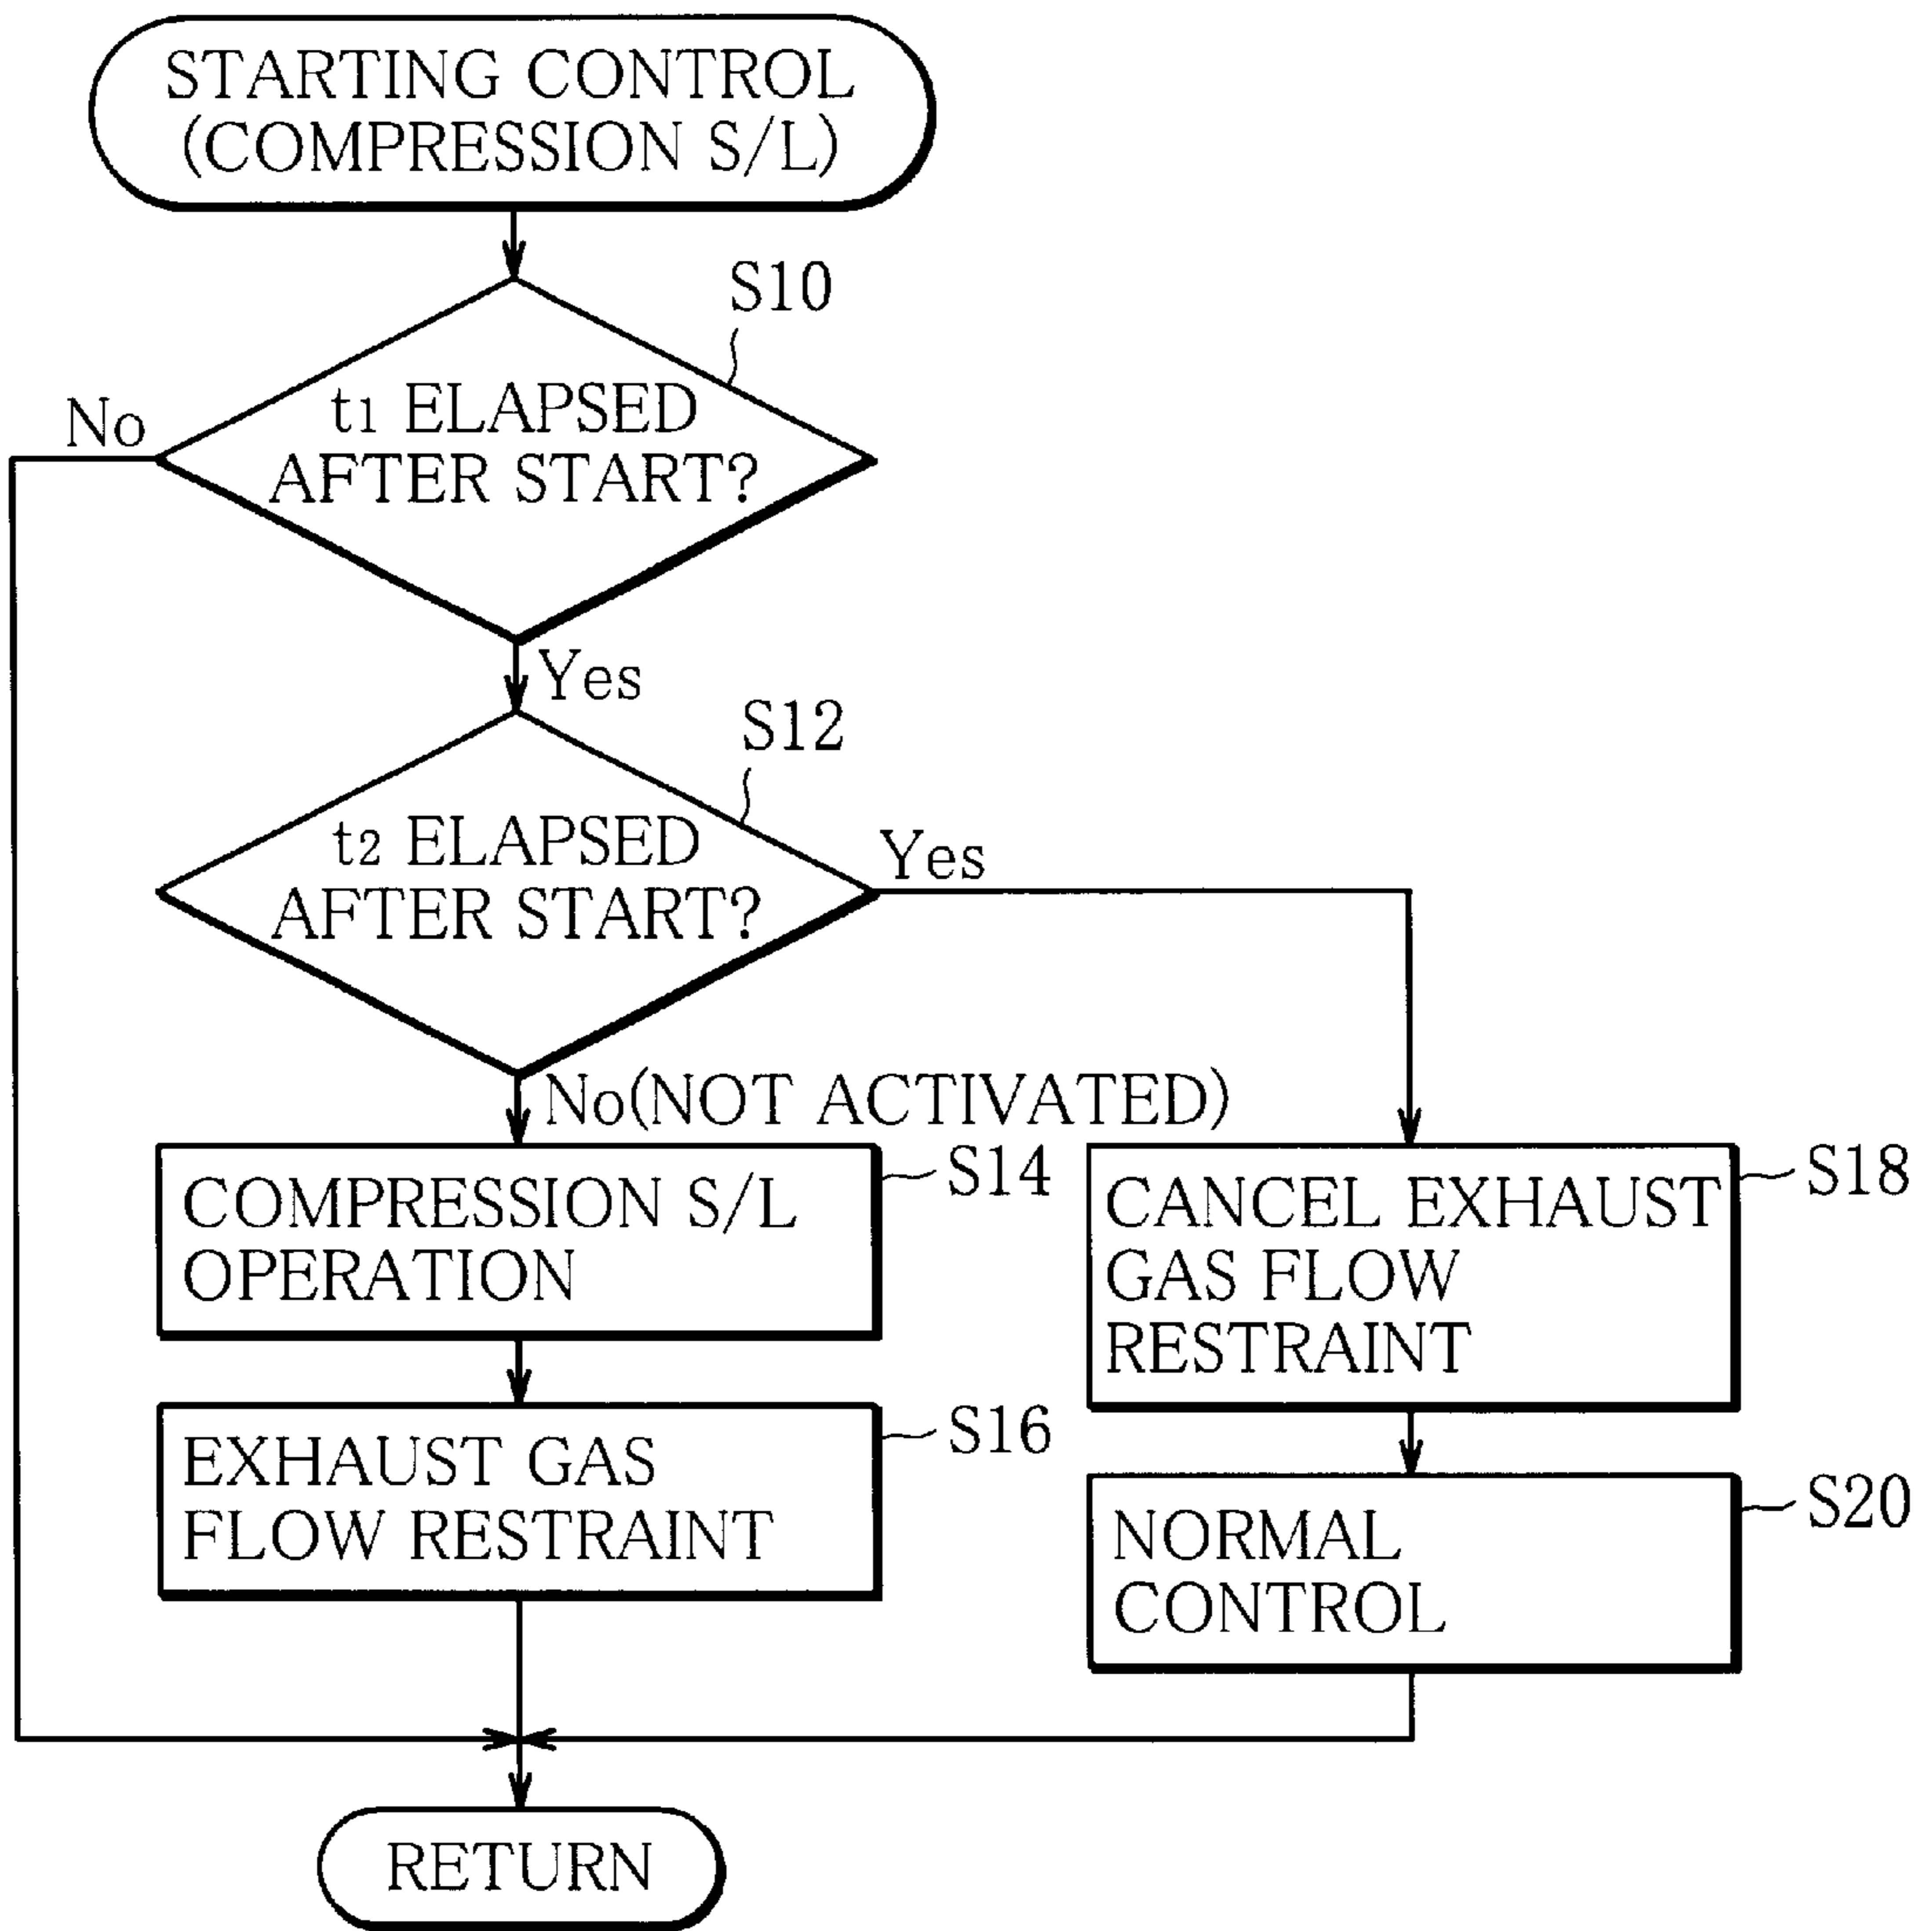 STARTING CONTROL
(COMPRESSION S/L)
S10
No
t1 ELAPSED
AFTER START?
Yes
S12
t2 ELAPSED
AFTER START?
Yes
No(NOT ACTIVATED)
S14
COMPRESSION S/L
OPERATION
S18
CANCEL EXHAUST
GAS FLOW
RESTRAINT
S16
EXHAUST GAS
FLOW RESTRAINT
S20
NORMAL
CONTROL
RETURN